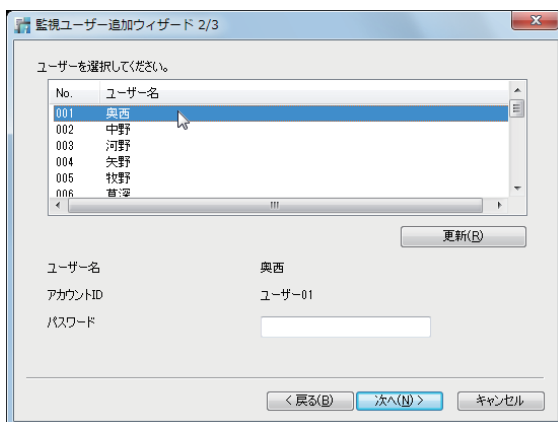 監視ユーザー追加ウィザード 2/3
ユーザーを選択してください。
No. ユーザー名
001 奥西
002 中野
003 河野
004 矢野
005 牧野
006 草深
更新(R)
ユーザー名 奥西
アカウントID ユーザー01
パスワード
< 戻る(B) 次へ(N) > キャンセル